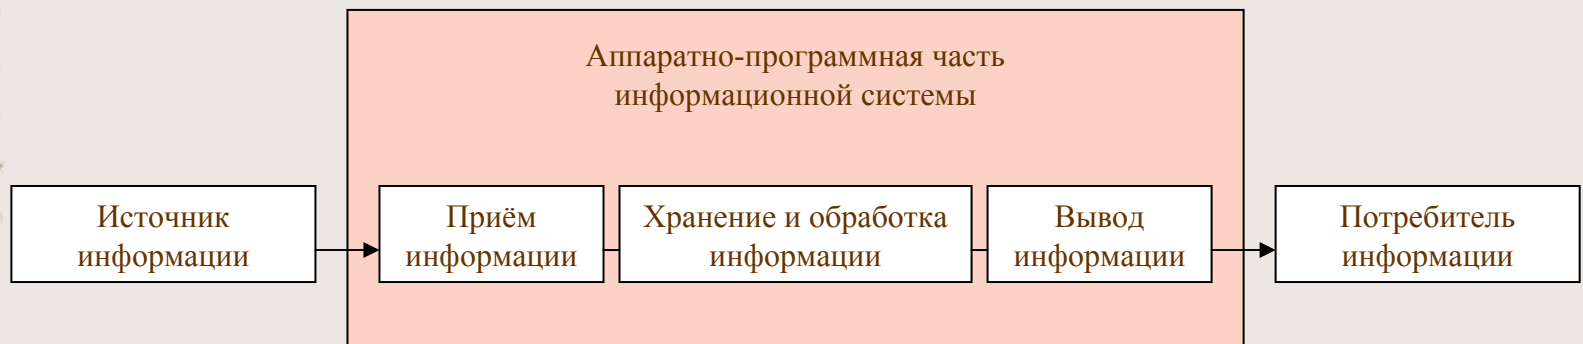 Аппаратно-программная часть
информационной системы
Источник
информации
Приём
информации
Хранение и обработка
информации
Вывод
информации
Потребитель
информации